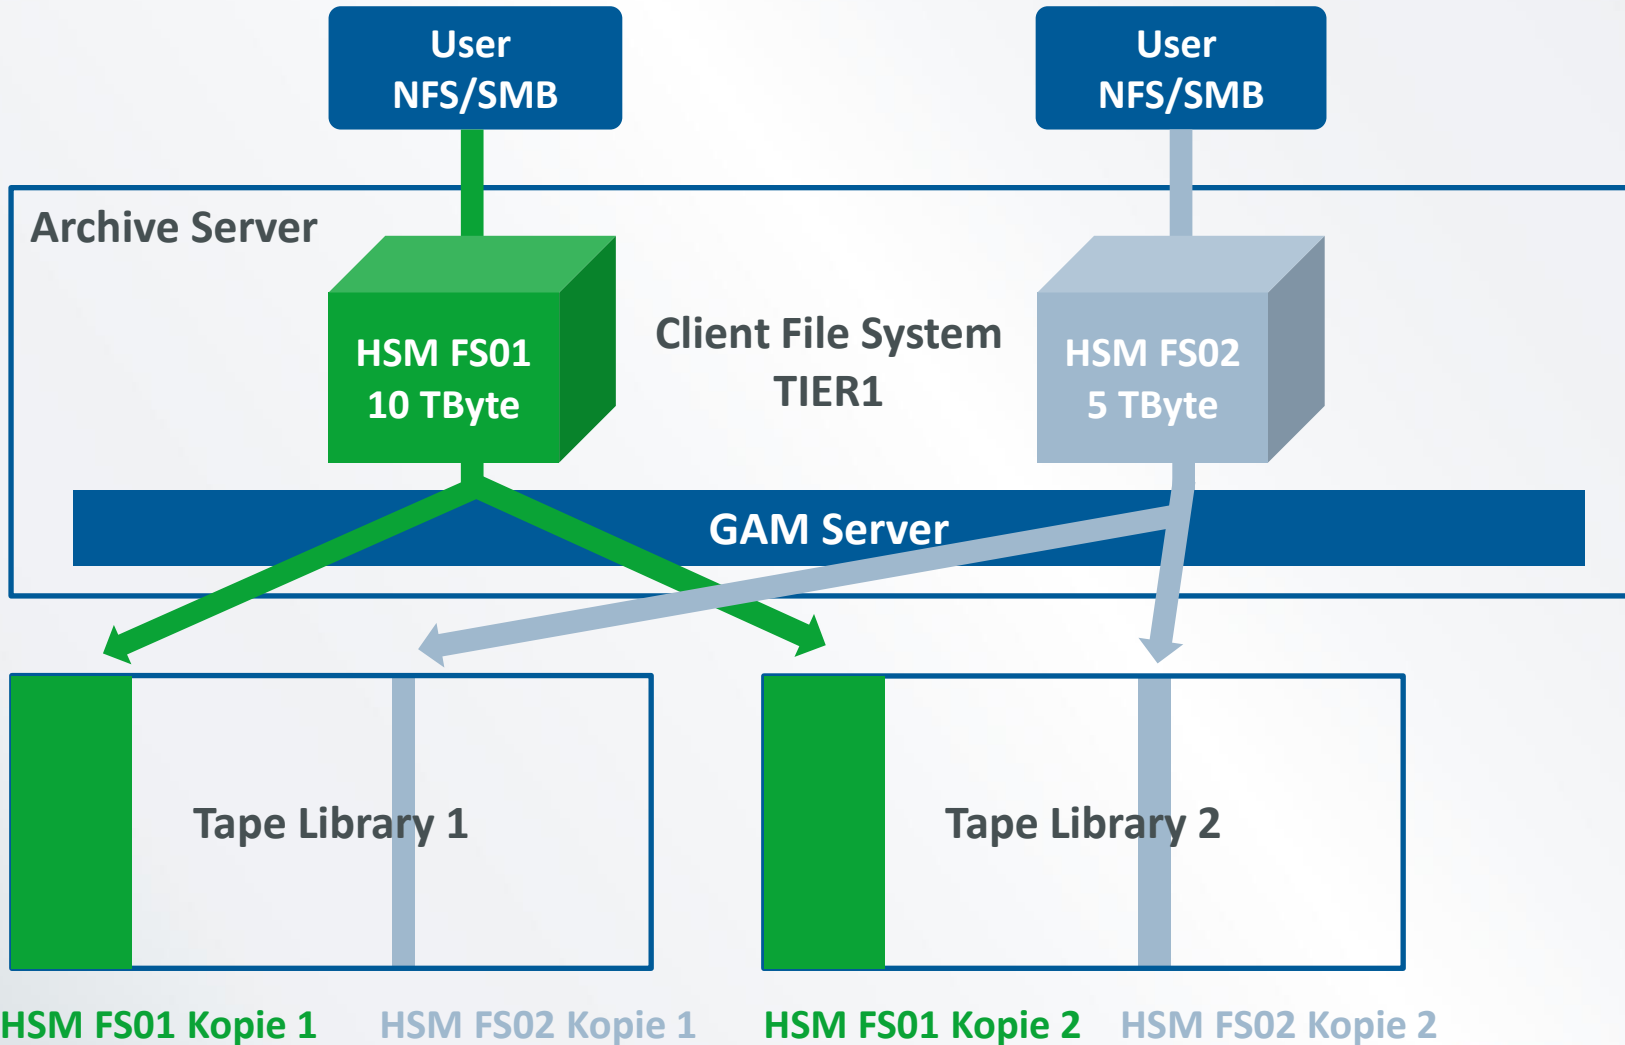 User
NFS/SMB
User
NFS/SMB
Archive Server
HSM FS01
10 TByte
Client File System
TIER1
HSM FS02
5 TByte
GAM Server
Tape Library 1
Tape Library 2
HSM FS01 Kopie 1
HSM FS02 Kopie 1
HSM FS01 Kopie 2
HSM FS02 Kopie 2